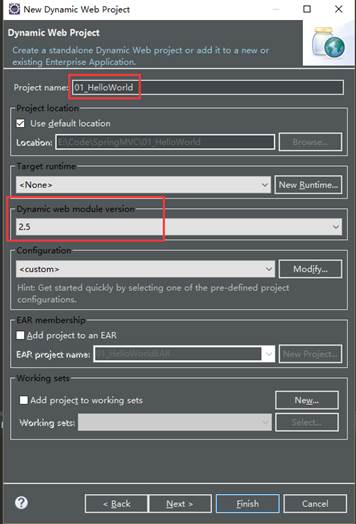 New Dynamic Web Project
Dynamic Web Project
Create a standalone Dynamic Web project or add it to a new or
existing Enterprise Application.
Project name: 01_HelloWorld
Project location
Use default location
Location: E:\Code\SpringMVC\01_HelloWorld Browse...
Target runtime
<None> New Runtime...
Dynamic web module version
2.5
Configuration
<custom> Modify...
Hint: Get started quickly by selecting one of the pre-defined project
configurations.
EAR membership
Add project to an EAR
EAR project name: 01_HelloWorldEAR New Project...
Working sets
Add project to working sets New...
Working sets: Select...
? < Back Next > Finish Cancel